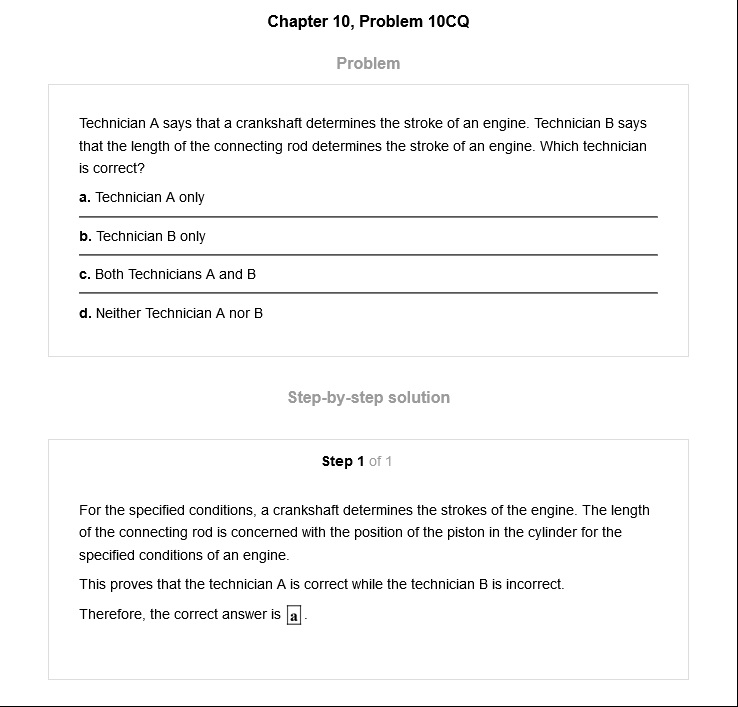 Chapter 10, Problem 10CQ
Problem
Technician A says that a crankshaft determines the stroke of an engine. Technician B says
that the length of the connecting rod determines the stroke of an engine. Which technician
is correct?
a. Technician A only
b. Technician B only
c. Both Technicians A and B
d. Neither Technician A nor B
Step-by-step solution
Step 1 of 1
For the specified conditions, a crankshaft determines the strokes of the engine. The length
of the connecting rod is concerned with the position of the piston in the cylinder for the
specified conditions of an engine.
This proves that the technician A is correct while the technician B is incorrect.
Therefore, the correct answer is a.